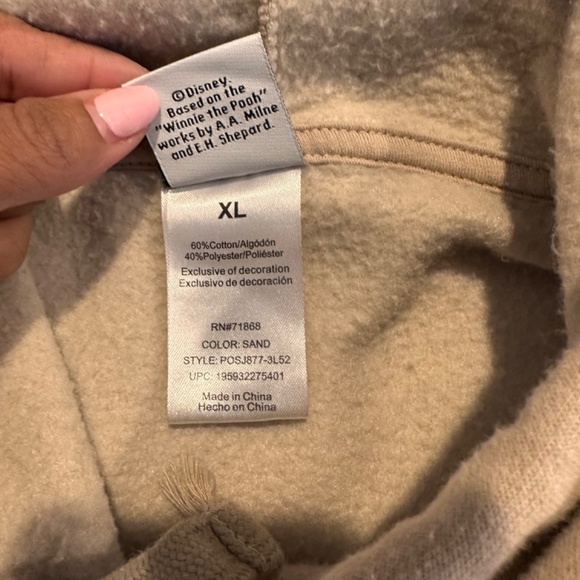 ©Disney.
Based on the
"Winnie the Pooh"
works by A.A. Milne
and E.H. Shepard.
XL
60%Cotton/Algodón
40%Polyester/Poliéster
Exclusive of decoration
Exclusivo de decoración
RN#71868
COLOR: SAND
STYLE: POSJ877-3L52
UPC: 195932275401
Made in China
Hecho en China